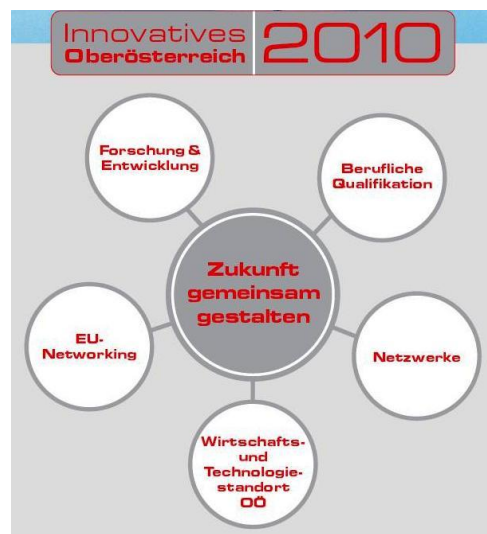 Innovatives
Oberösterreich
2010
Forschung &
Entwicklung
Berufliche
Qualifikation
Zukunft
gemeinsam
gestalten
EU-
Networking
Netzwerke
Wirtschafts-
und
Technologie-
standort
OÖ